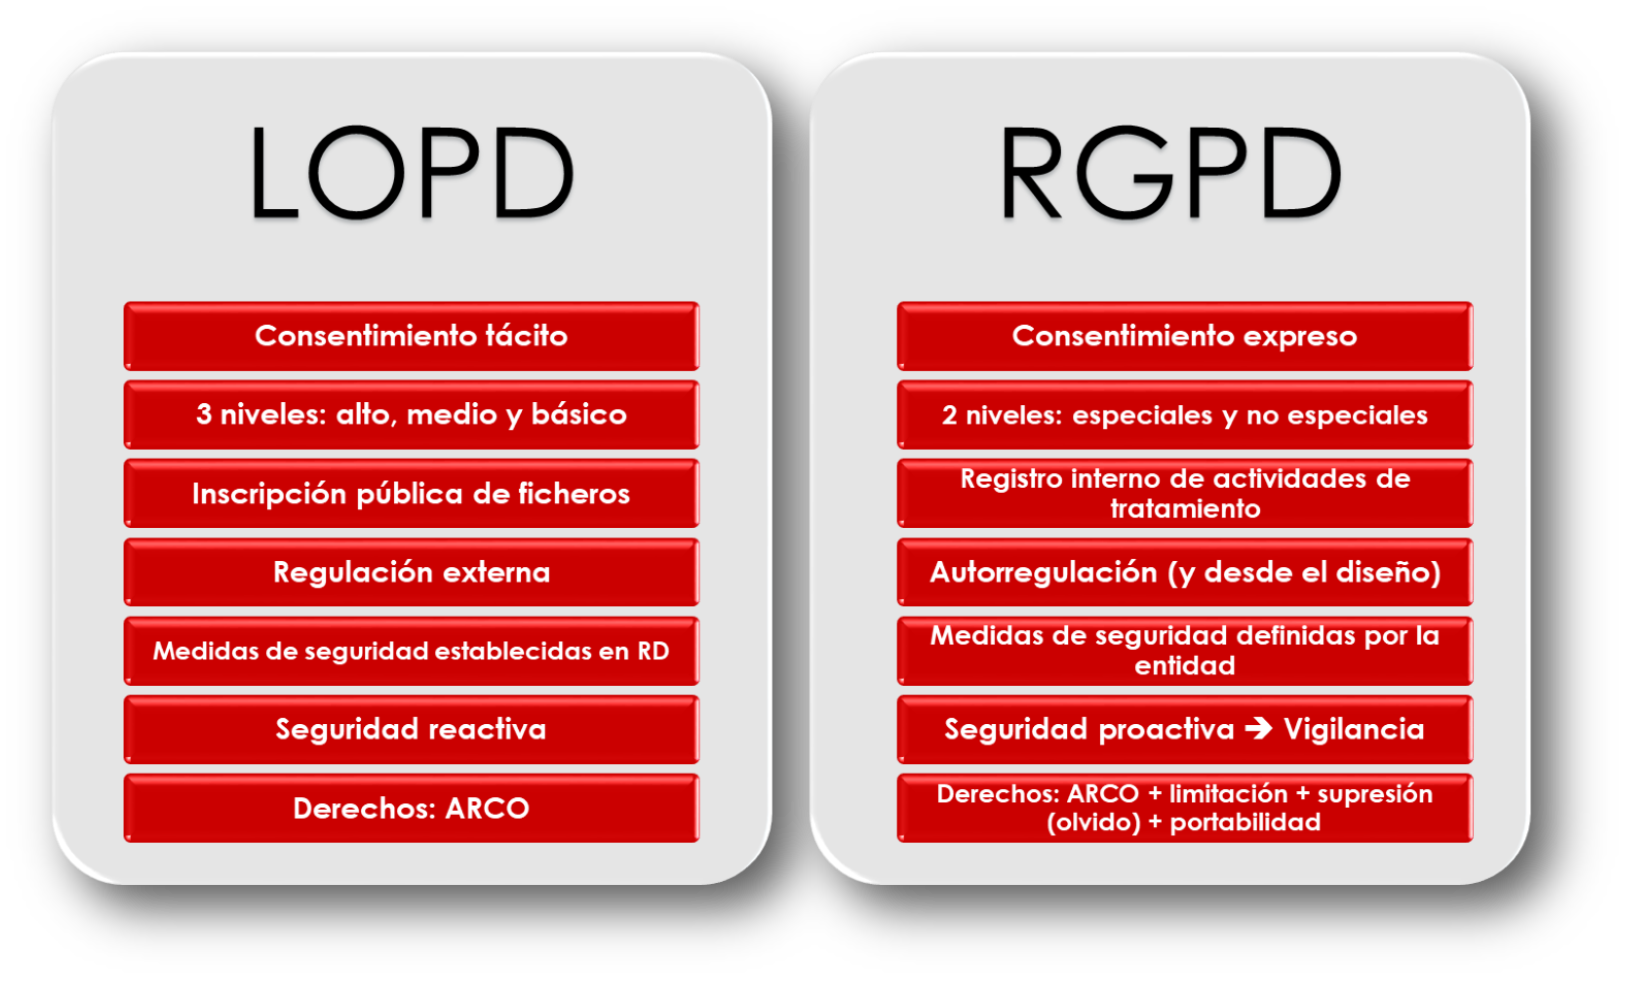 LOPD
Consentimiento tácito
3 niveles: alto, medio y básico
Inscripción pública de ficheros
Regulación externa
Medidas de seguridad establecidas en RD
Seguridad reactiva
Derechos: ARCO
RGPD
Consentimiento expreso
2 niveles: especiales y no especiales
Registro interno de actividades de
tratamiento
Autorregulación (y desde el diseño)
Medidas de seguridad definidas por la
entidad
Seguridad proactiva ➔ Vigilancia
Derechos: ARCO + limitación + supresión
(olvido) + portabilidad